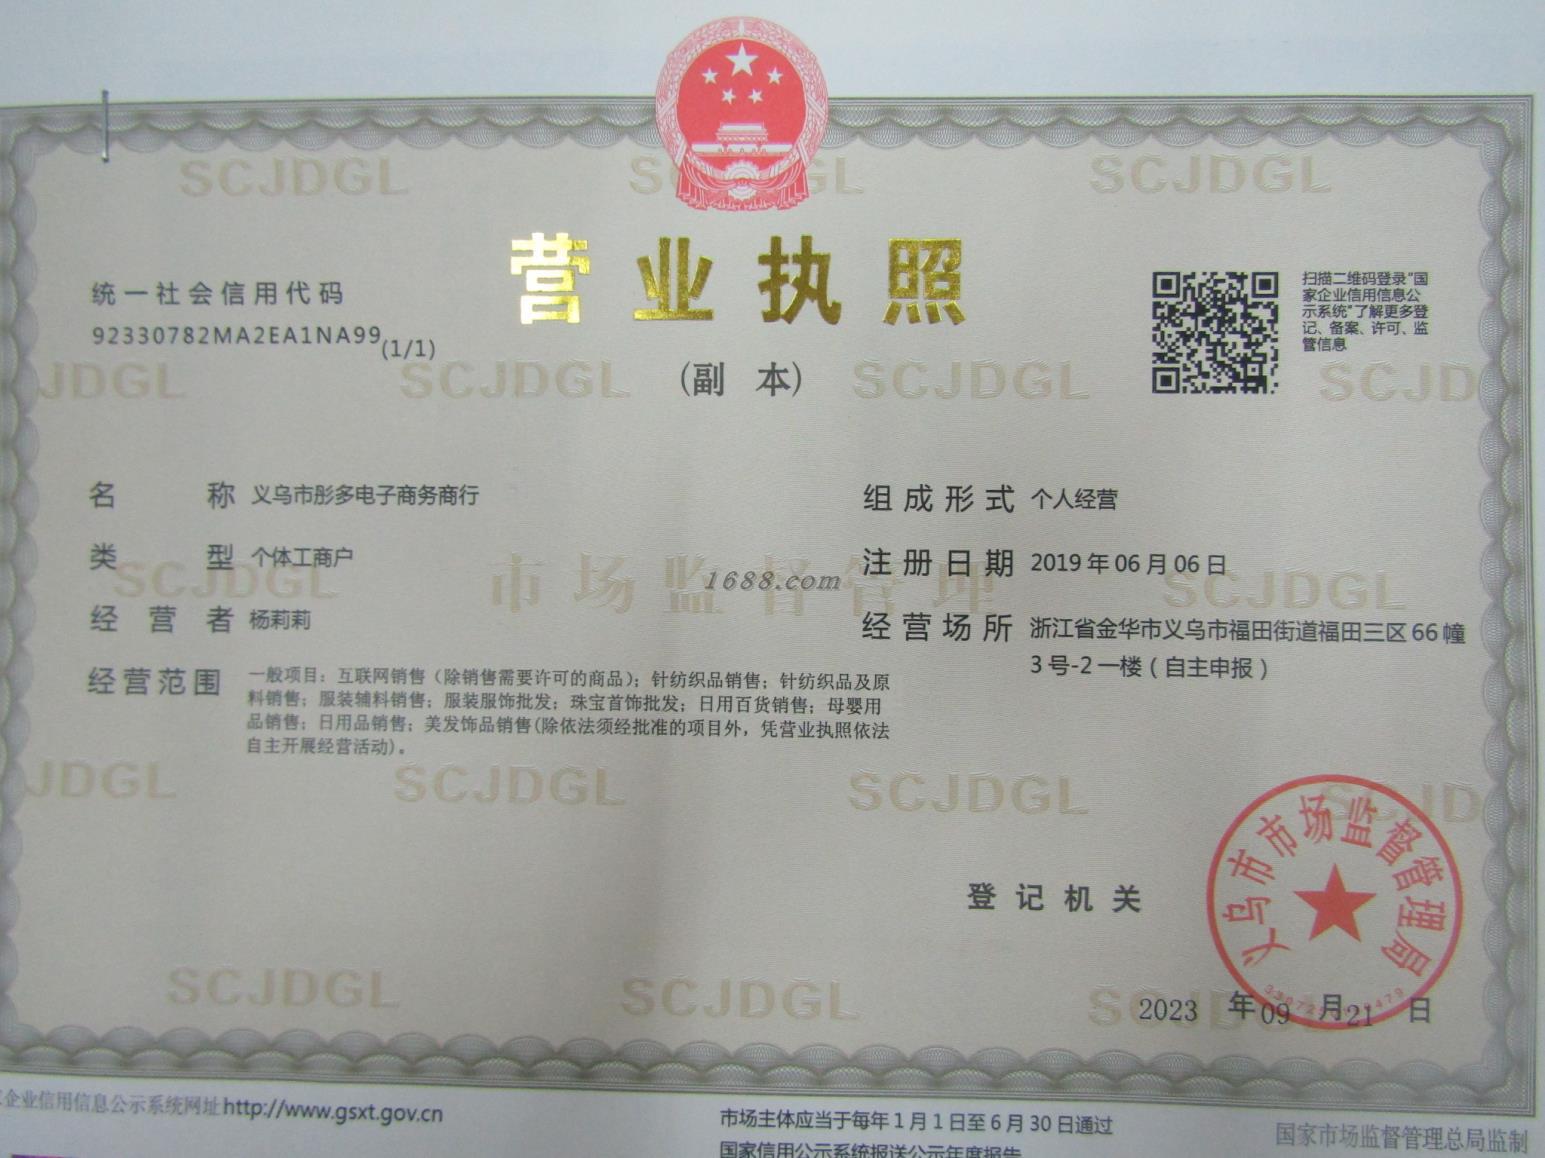 营业执照
(副 本)
统一社会信用代码
92330782MA2EA1NA99(1/1)
扫描二维码登录“国
家企业信用信息公
示系统”了解更多登
记、备案、许可、监
管信息
名 称 义乌市彤多电子商务商行
类 型 个体工商户
经 营 者 杨莉莉
经营范围 一般项目：互联网销售（除销售需要许可的商品）；针纺织品销售；针纺织品及原
料销售；服装辅料销售；服装服饰批发；珠宝首饰批发；日用百货销售；母婴用
品销售；日用品销售；美发饰品销售(除依法须经批准的项目外，凭营业执照依法
自主开展经营活动)。
组成形式 个人经营
注册日期 2019年06月06日
经营场所 浙江省金华市义乌市福田街道福田三区66幢
3号-2一楼（自主申报）
1688.com
市场监督管理
SCJDGL
登记机关
义乌市市场监督管理局
2023 年09 月21 日
企业信用信息公示系统网址http://www.gsxt.gov.cn
市场主体应当于每年1月1日至6月30日通过
国家信用公示系统报送公示年度报告
国家市场监督管理总局监制